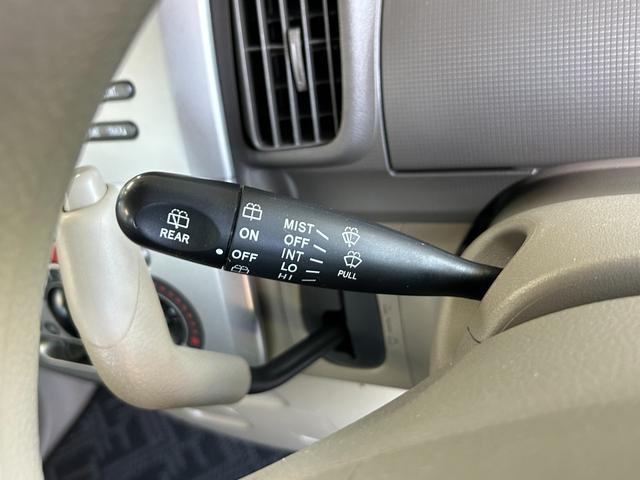 REAR
ON
OFF
MIST
OFF
INT
LO
HI
PULL